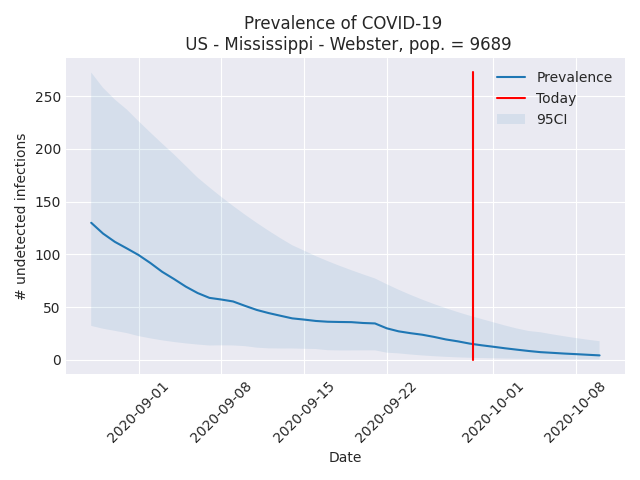 Prevalence of COVID-19
US - Mississippi - Webster, pop. = 9689
Prevalence
Today
95CI
# undetected infections
250
200
150
100
50
0
2020-09-01
2020-09-08
2020-09-15
2020-09-22
2020-10-01
2020-10-08
Date